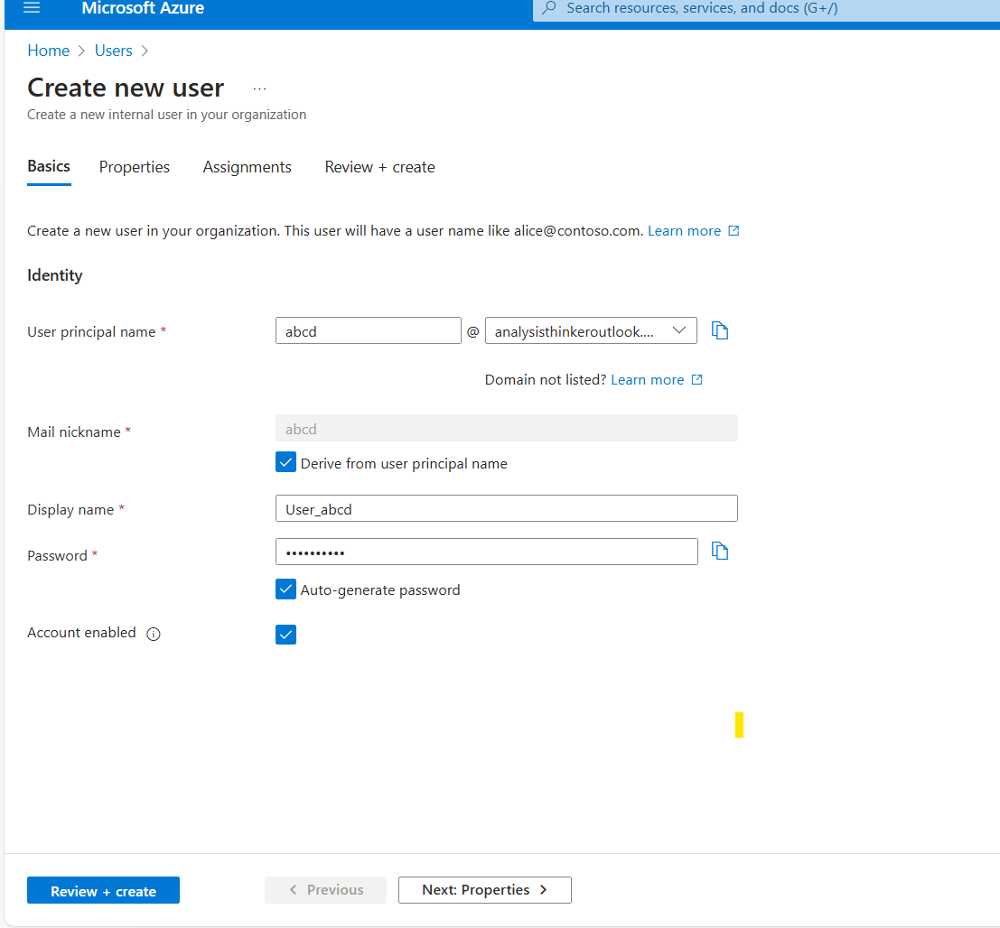 Microsoft Azure
Search resources, services, and docs (G+/)
Home > Users >
Create new user ...
Create a new internal user in your organization
Basics Properties Assignments Review + create
Create a new user in your organization. This user will have a user name like alice@contoso.com. Learn more
Identity
User principal name * abcd @ analysisthinkeroutlook....
Domain not listed? Learn more
Mail nickname * abcd
Derive from user principal name
Display name * User_abcd
Password * ••••••••••
Auto-generate password
Account enabled
Review + create < Previous Next: Properties >